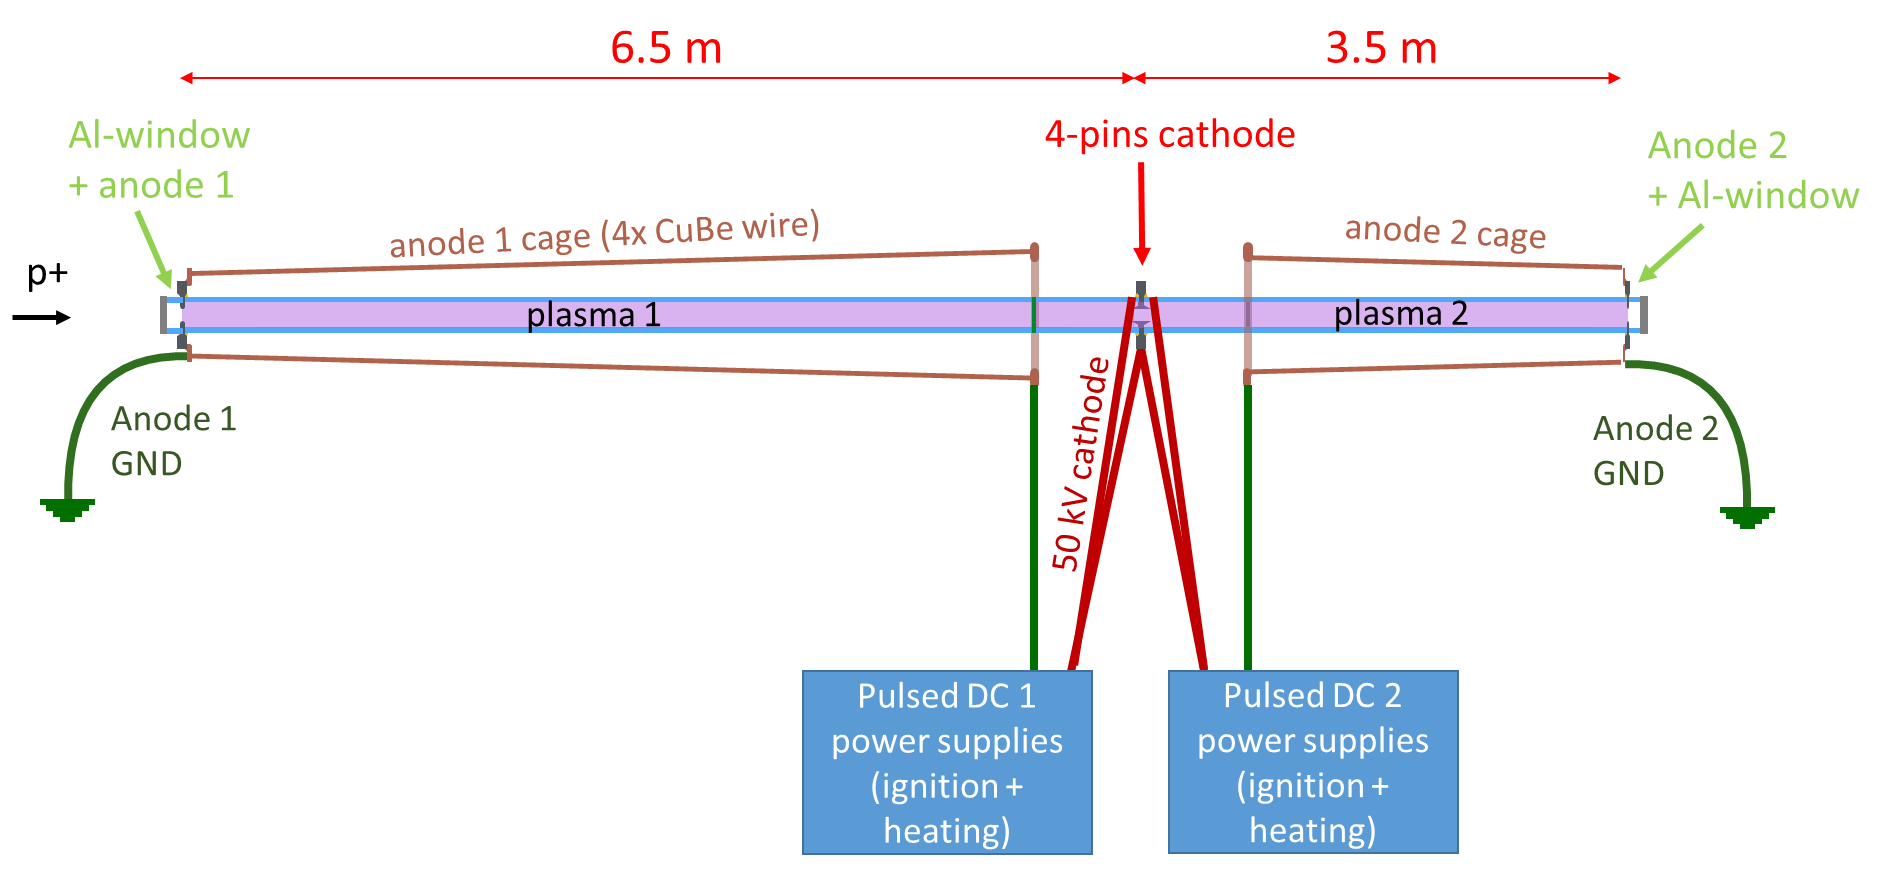 6.5 m
3.5 m
Al-window
+ anode 1
4-pins cathode
Anode 2
+ Al-window
anode 1 cage (4x CuBe wire)
anode 2 cage
p+
plasma 1
plasma 2
Anode 1
GND
50 kV cathode
Anode 2
GND
Pulsed DC 1
power supplies
(ignition +
heating)
Pulsed DC 2
power supplies
(ignition +
heating)